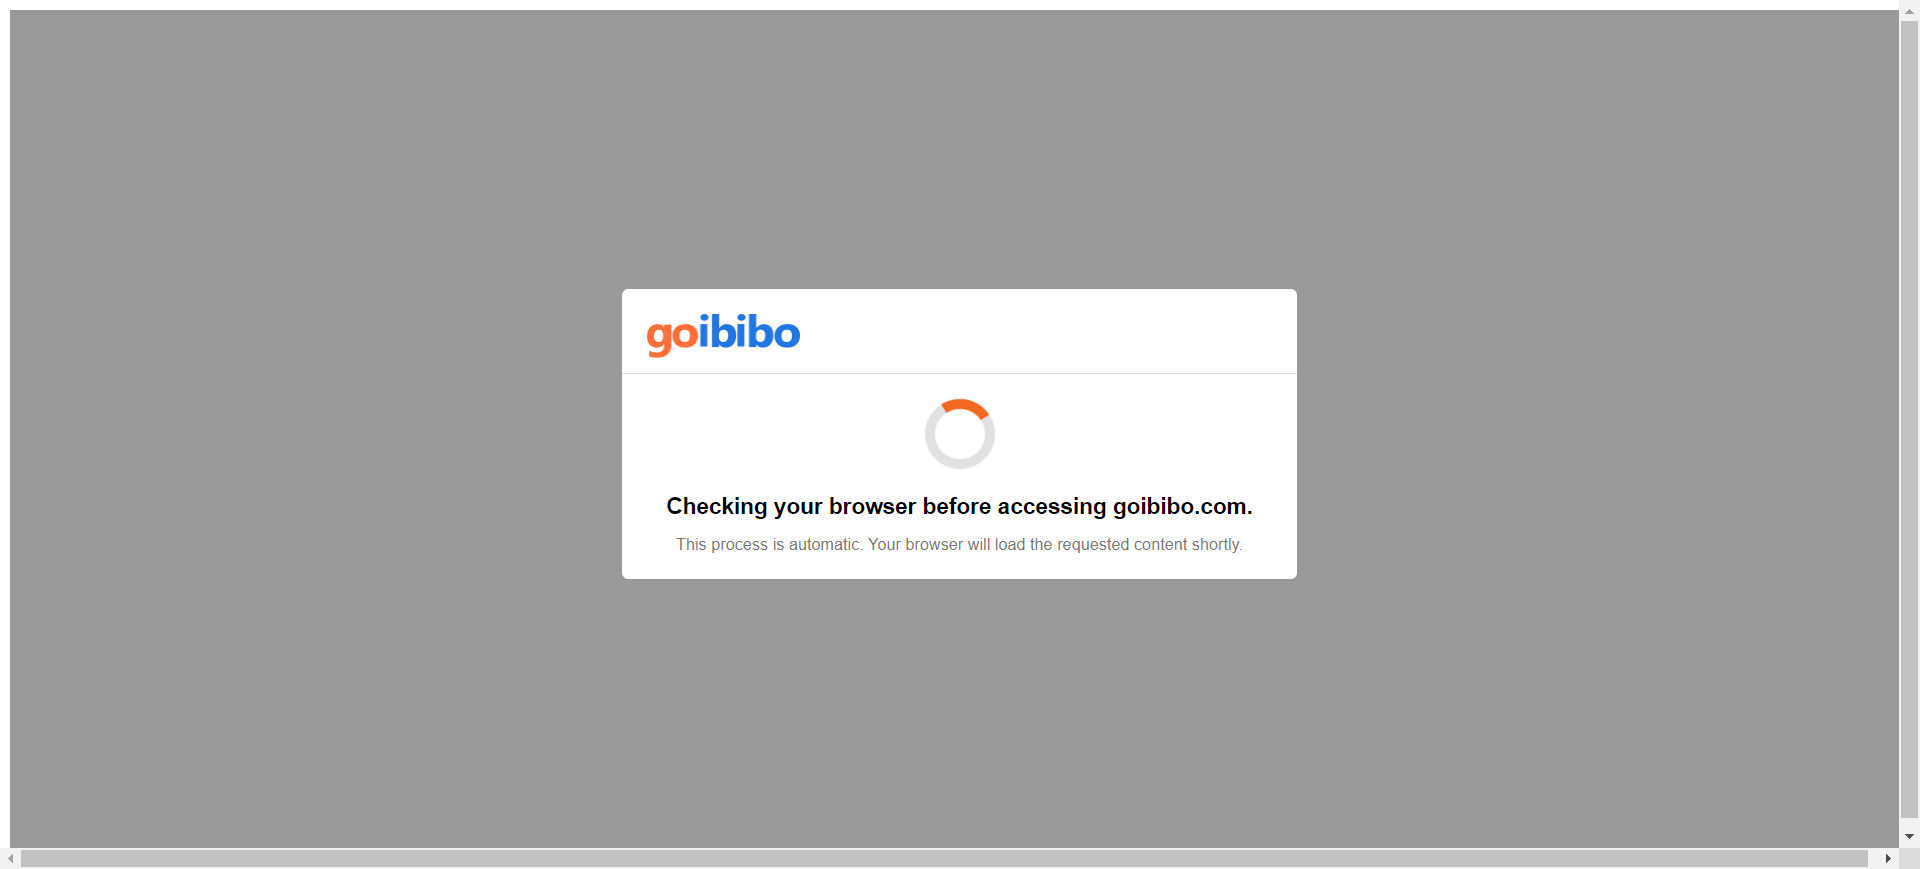 goibibo
Checking your browser before accessing goibibo.com.
This process is automatic. Your browser will load the requested content shortly.